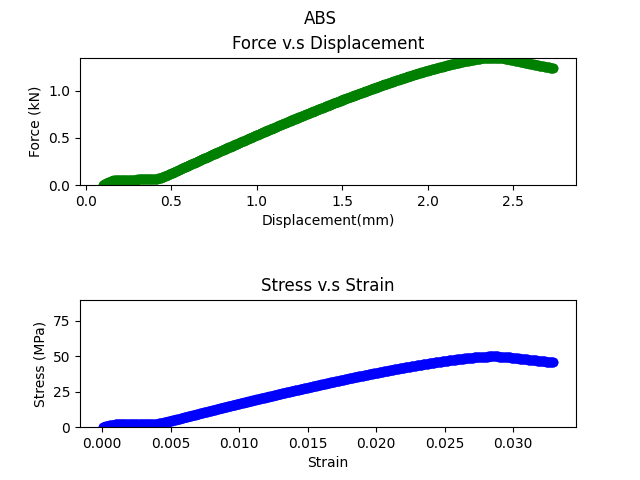 ABS
Force v.s Displacement
Force (kN)
1.0
0.5
0.0
0.0 0.5 1.0 1.5 2.0 2.5
Displacement(mm)
Stress v.s Strain
Stress (MPa)
75
50
25
0
0.000 0.005 0.010 0.015 0.020 0.025 0.030
Strain